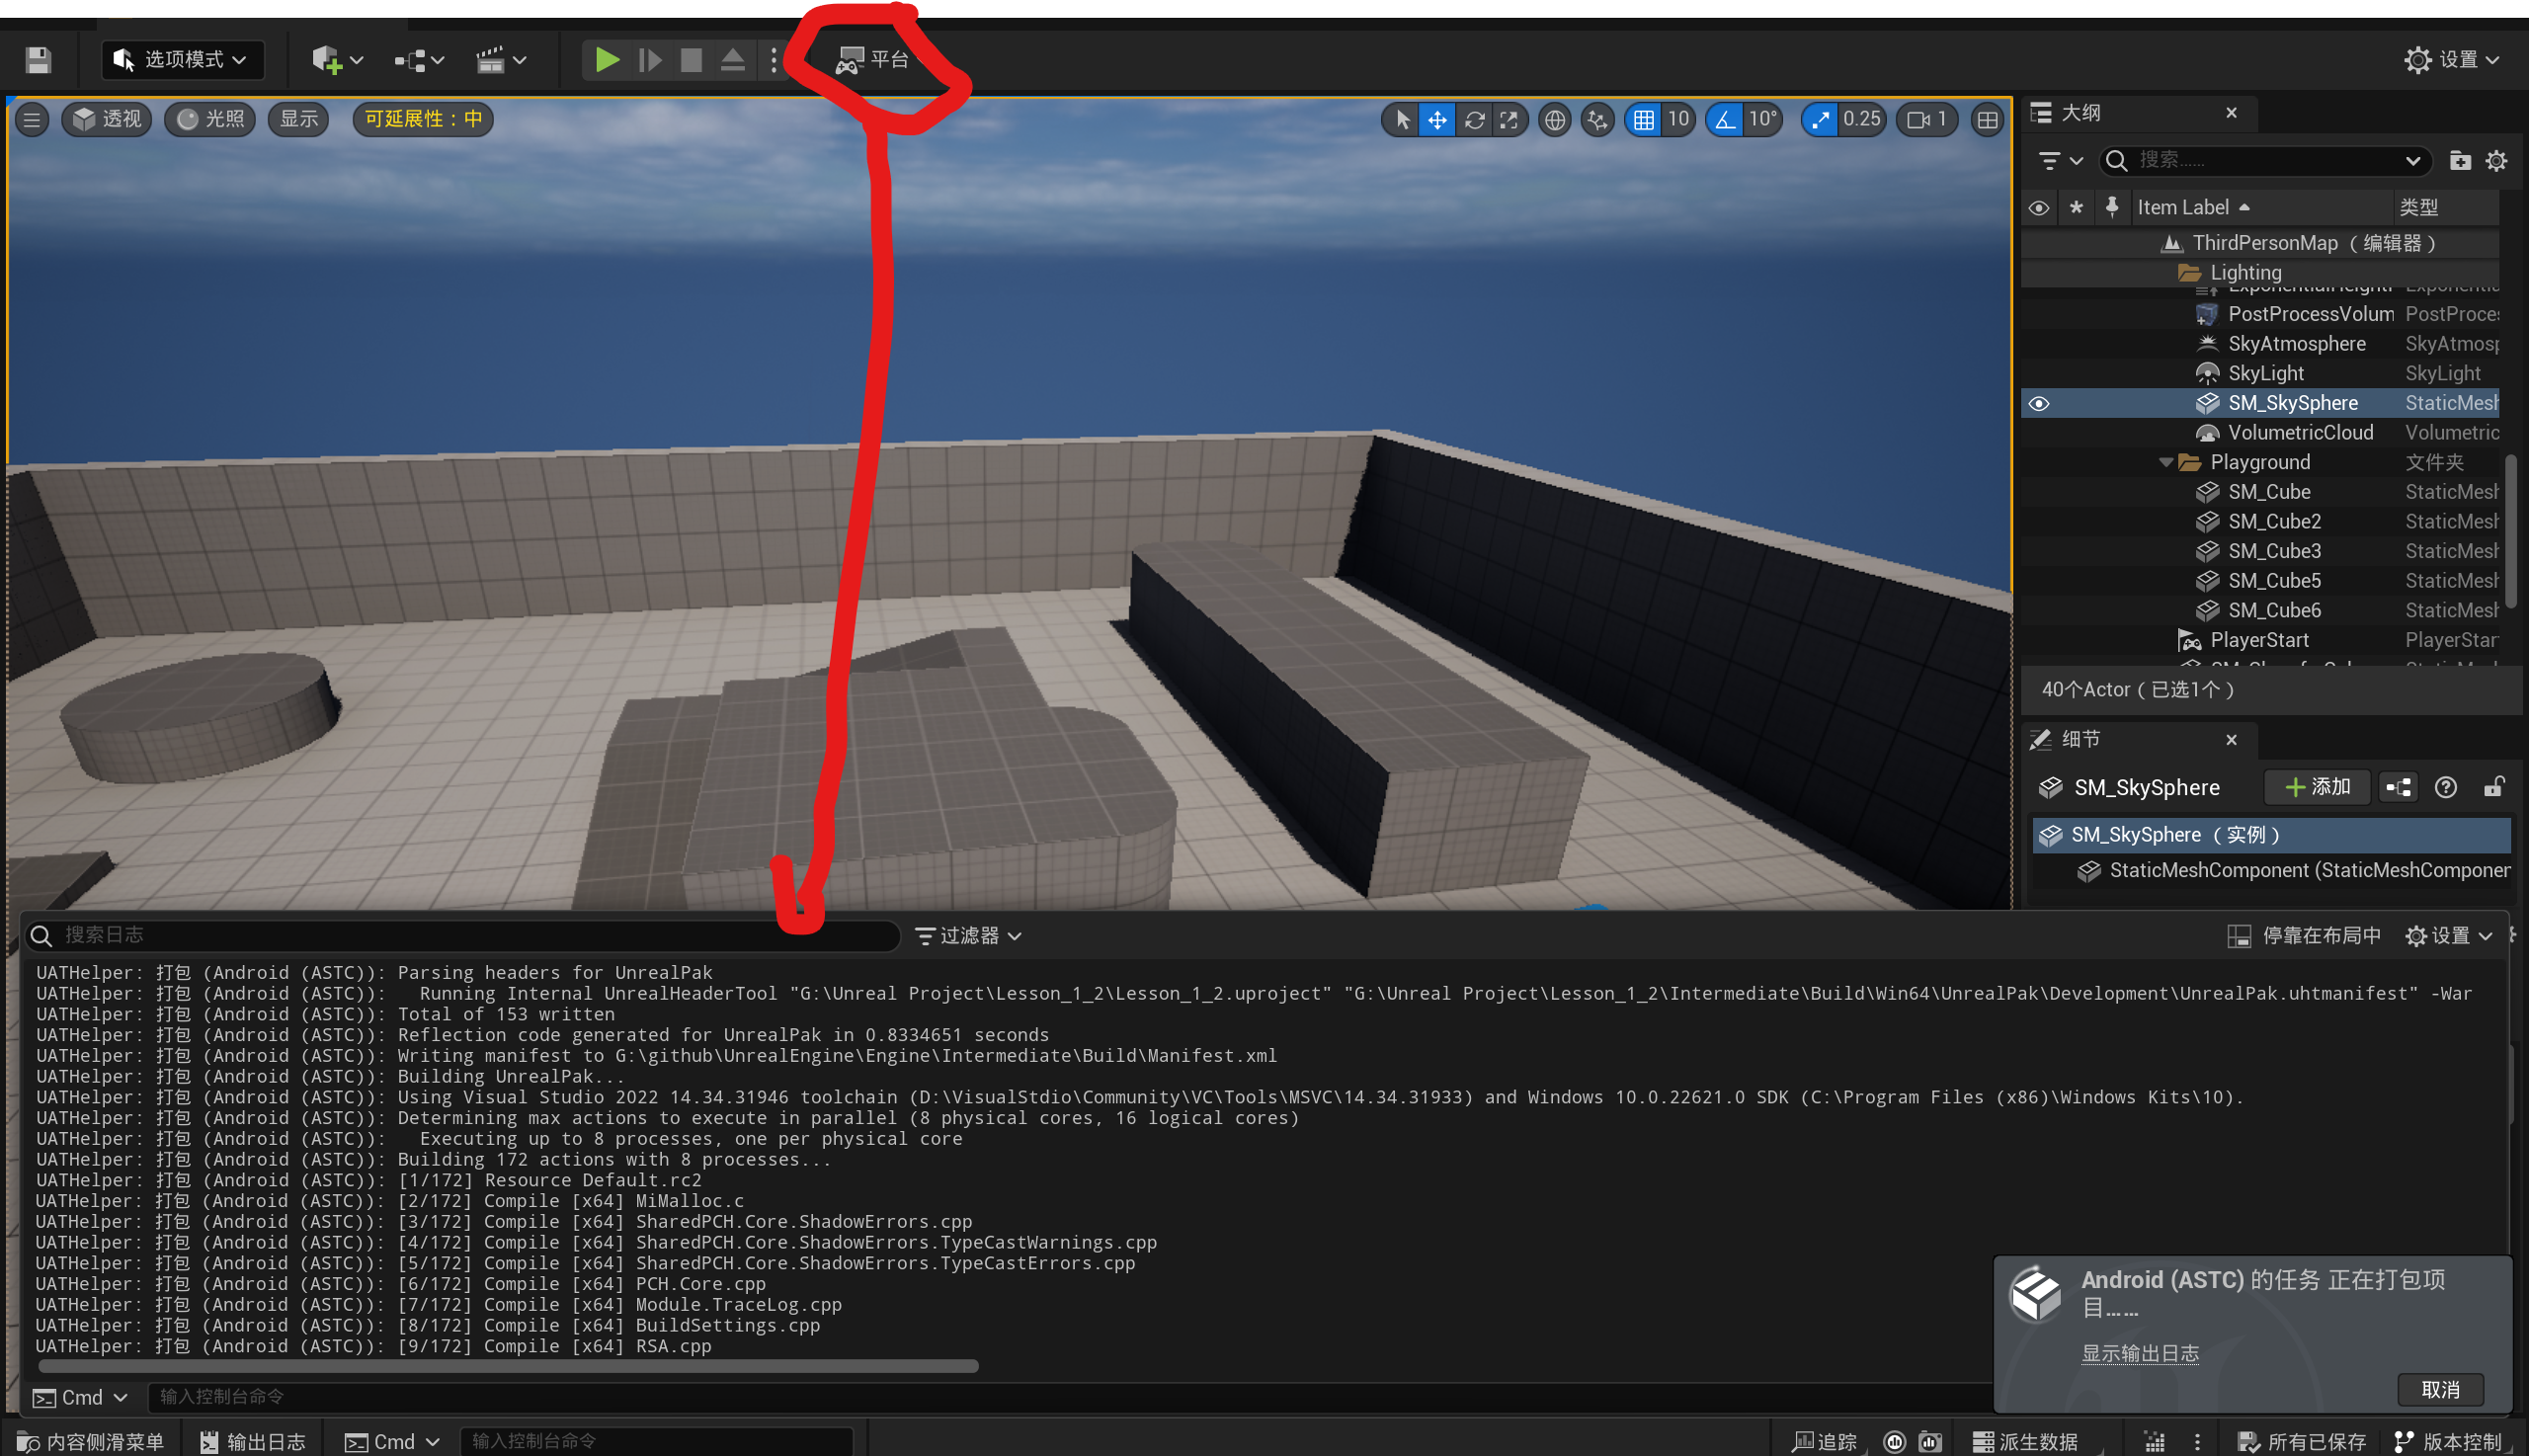 选项模式
平台
设置
透视
光照
显示
可延展性：中
10
10°
0.25
1
大纲
搜索......
Item Label
类型
ThirdPersonMap（编辑器）
Lighting
PostProcessVolum PostProces
SkyAtmosphere SkyAtmosp
SkyLight SkyLight
SM_SkySphere StaticMesh
VolumetricCloud Volumetric
Playground 文件夹
SM_Cube StaticMesh
SM_Cube2 StaticMesh
SM_Cube3 StaticMesh
SM_Cube5 StaticMesh
SM_Cube6 StaticMesh
PlayerStart PlayerStar
40个Actor（已选1个）
细节
SM_SkySphere
添加
SM_SkySphere （实例）
StaticMeshComponent (StaticMeshComponer
搜索日志
过滤器
停靠在布局中
设置
UATHelper: 打包 (Android (ASTC)): Parsing headers for UnrealPak
UATHelper: 打包 (Android (ASTC)):   Running Internal UnrealHeaderTool "G:\Unreal Project\Lesson_1_2\Lesson_1_2.uproject" "G:\Unreal Project\Lesson_1_2\Intermediate\Build\Win64\UnrealPak\Development\UnrealPak.uhtmanifest" -War
UATHelper: 打包 (Android (ASTC)): Total of 153 written
UATHelper: 打包 (Android (ASTC)): Reflection code generated for UnrealPak in 0.8334651 seconds
UATHelper: 打包 (Android (ASTC)): Writing manifest to G:\github\UnrealEngine\Engine\Intermediate\Build\Manifest.xml
UATHelper: 打包 (Android (ASTC)): Building UnrealPak...
UATHelper: 打包 (Android (ASTC)): Using Visual Studio 2022 14.34.31946 toolchain (D:\VisualStdio\Community\VC\Tools\MSVC\14.34.31933) and Windows 10.0.22621.0 SDK (C:\Program Files (x86)\Windows Kits\10).
UATHelper: 打包 (Android (ASTC)): Determining max actions to execute in parallel (8 physical cores, 16 logical cores)
UATHelper: 打包 (Android (ASTC)):   Executing up to 8 processes, one per physical core
UATHelper: 打包 (Android (ASTC)): Building 172 actions with 8 processes...
UATHelper: 打包 (Android (ASTC)): [1/172] Resource Default.rc2
UATHelper: 打包 (Android (ASTC)): [2/172] Compile [x64] MiMalloc.c
UATHelper: 打包 (Android (ASTC)): [3/172] Compile [x64] SharedPCH.Core.ShadowErrors.cpp
UATHelper: 打包 (Android (ASTC)): [4/172] Compile [x64] SharedPCH.Core.ShadowErrors.TypeCastWarnings.cpp
UATHelper: 打包 (Android (ASTC)): [5/172] Compile [x64] SharedPCH.Core.ShadowErrors.TypeCastErrors.cpp
UATHelper: 打包 (Android (ASTC)): [6/172] Compile [x64] PCH.Core.cpp
UATHelper: 打包 (Android (ASTC)): [7/172] Compile [x64] Module.TraceLog.cpp
UATHelper: 打包 (Android (ASTC)): [8/172] Compile [x64] BuildSettings.cpp
UATHelper: 打包 (Android (ASTC)): [9/172] Compile [x64] RSA.cpp
Android (ASTC) 的任务 正在打包项
目……
显示输出日志
取消
Cmd
输入控制台命令
内容侧滑菜单
输出日志
Cmd
输入控制台命令
追踪
派生数据
所有已保存
版本控制